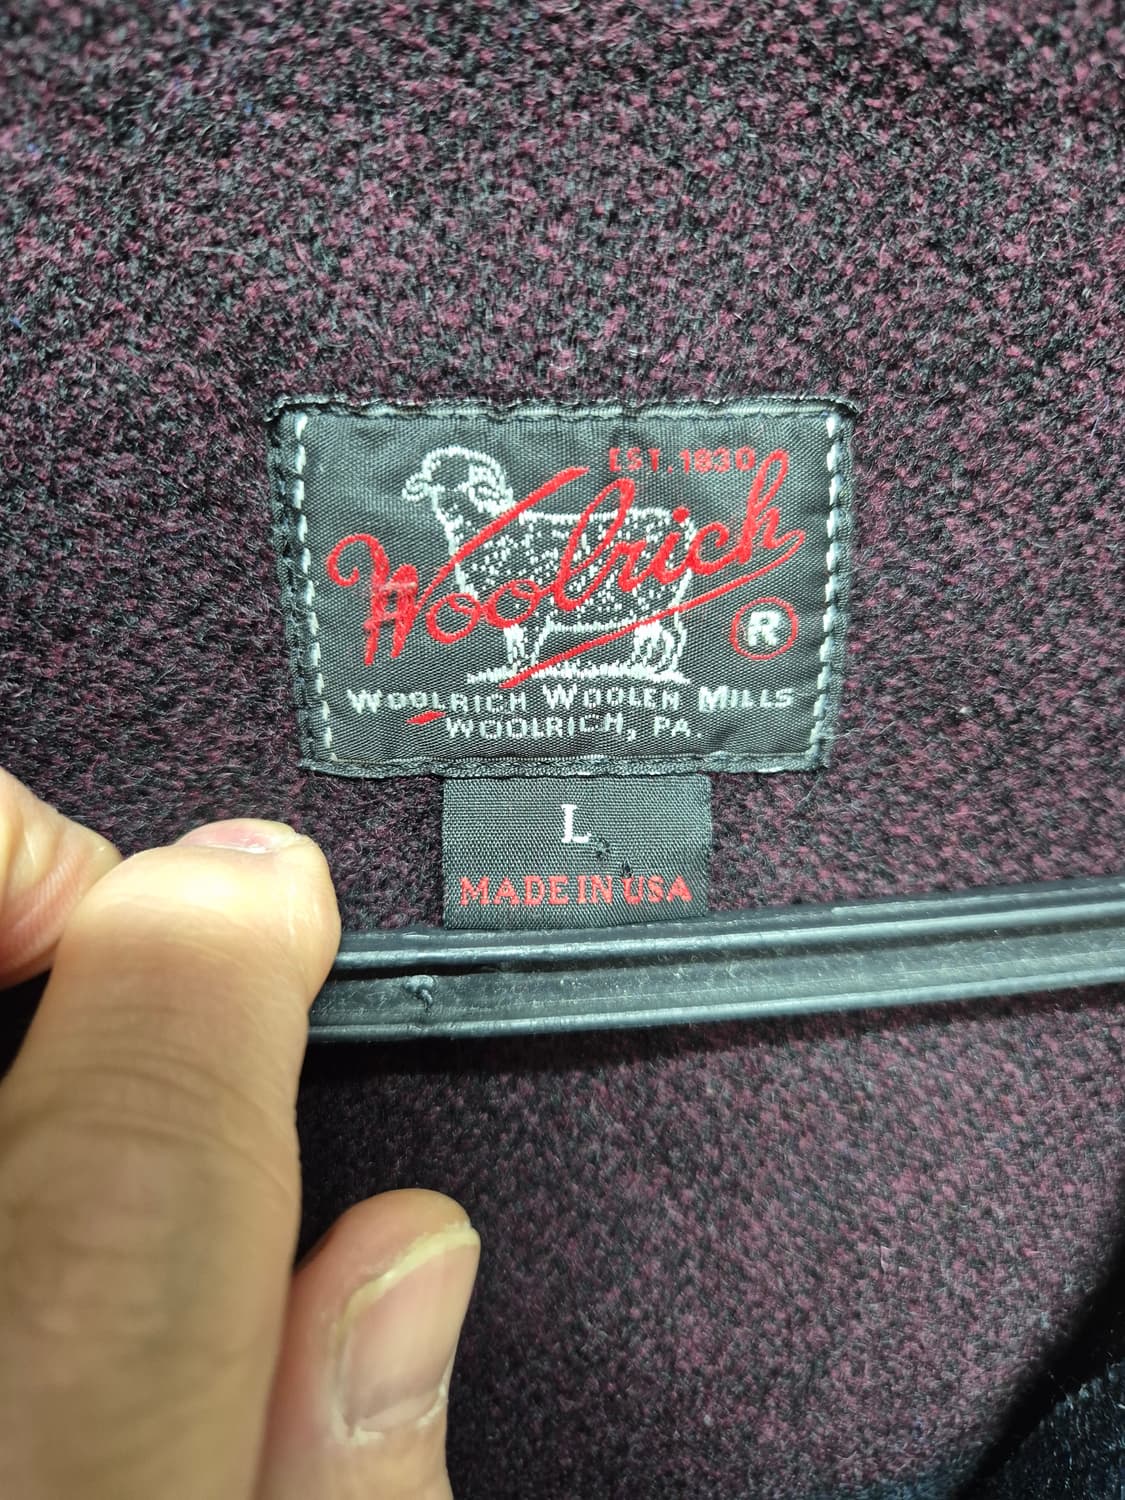 EST. 1830
Woolrich
R
WOOLRICH WOOLEN MILLS
WOOLRICH, PA.
L
MADE IN USA